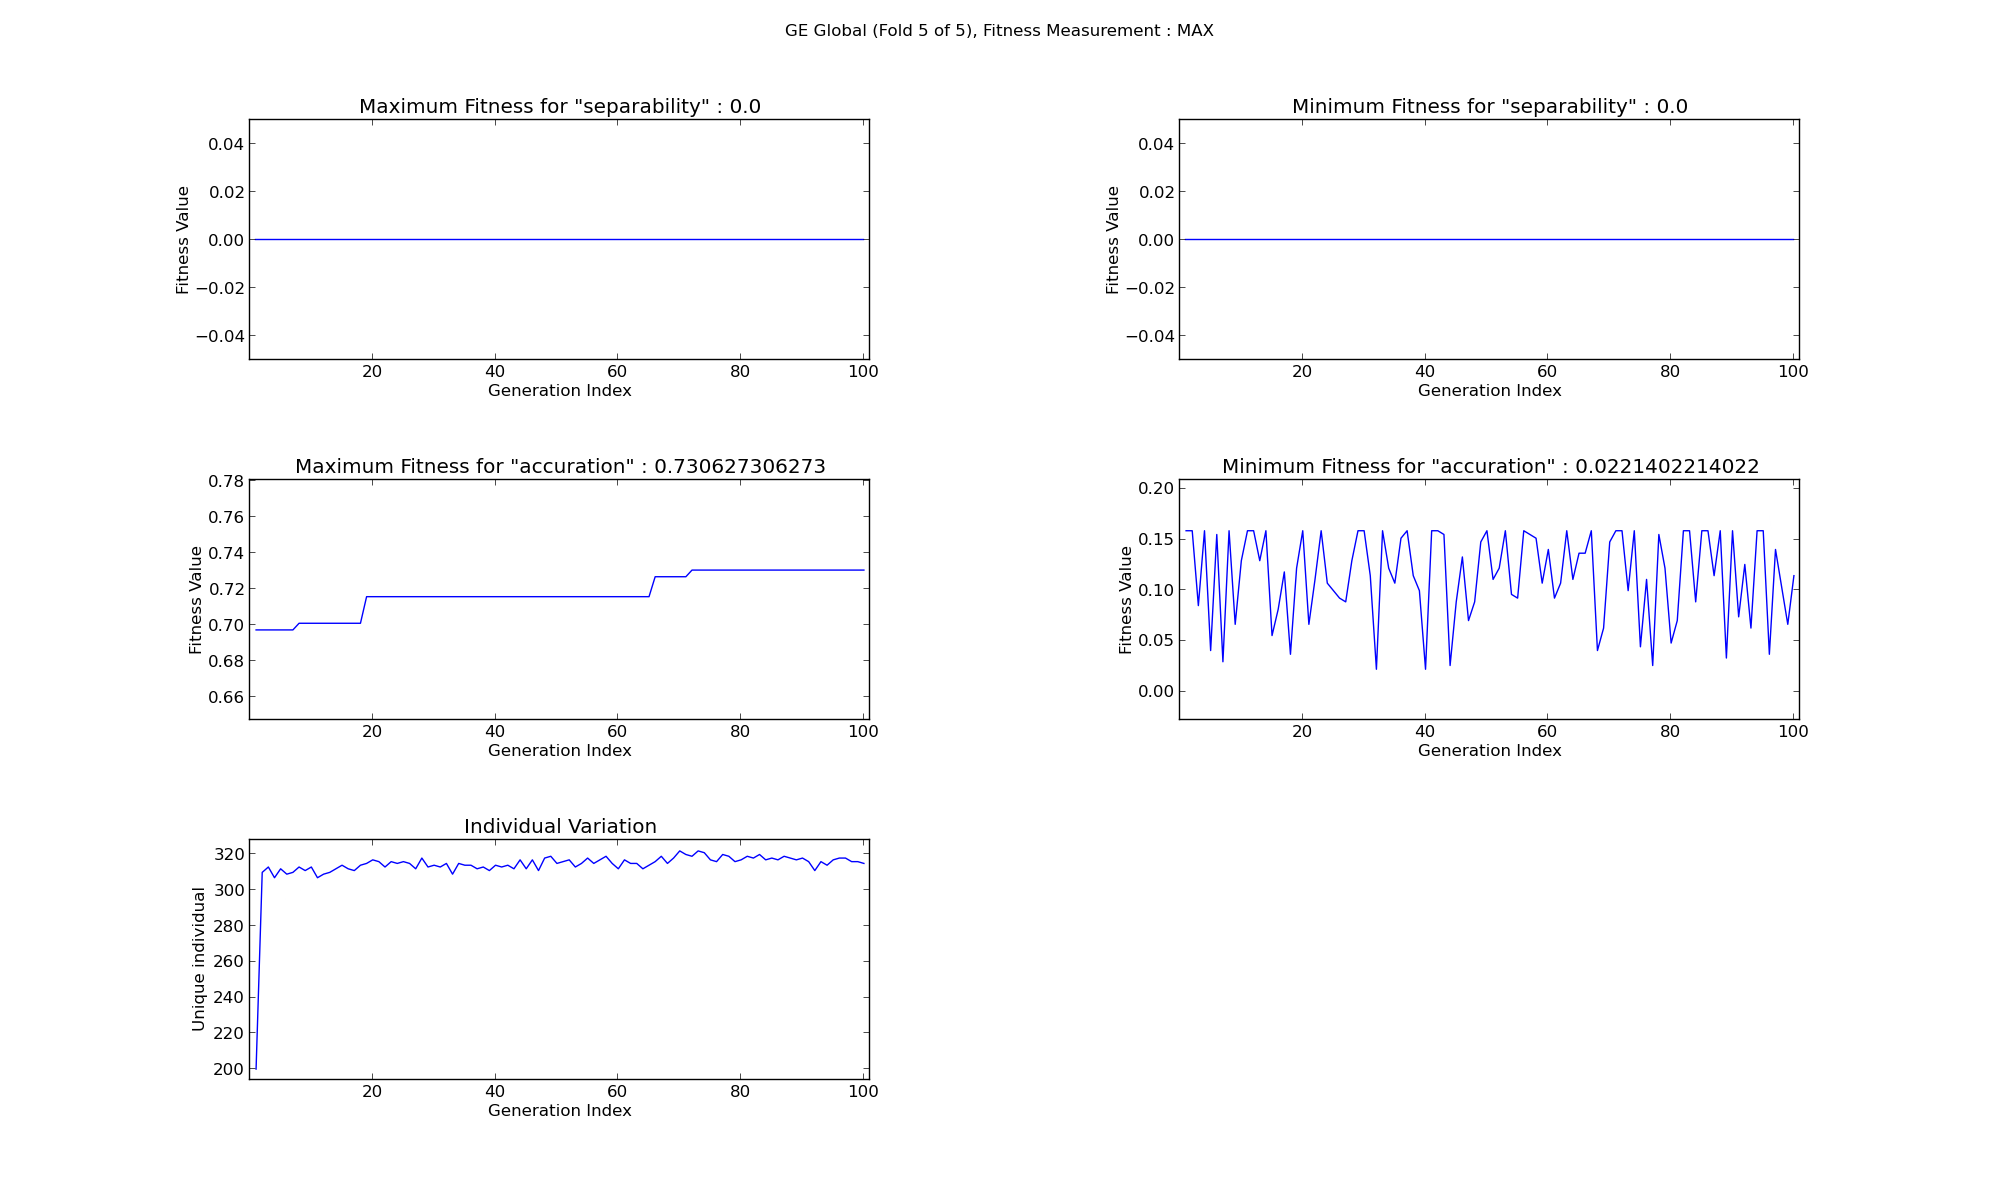 GE Global (Fold 5 of 5), Fitness Measurement : MAX
Maximum Fitness for "separability" : 0.0
0.04
0.02
0.00
−0.02
−0.04
Fitness Value
20 40 60 80 100
Generation Index
Minimum Fitness for "separability" : 0.0
0.04
0.02
0.00
−0.02
−0.04
Fitness Value
20 40 60 80 100
Generation Index
Maximum Fitness for "accuration" : 0.730627306273
0.78
0.76
0.74
0.72
0.70
0.68
0.66
Fitness Value
20 40 60 80 100
Generation Index
Minimum Fitness for "accuration" : 0.0221402214022
0.20
0.15
0.10
0.05
0.00
Fitness Value
20 40 60 80 100
Generation Index
Individual Variation
320
300
280
260
240
220
200
Unique individual
20 40 60 80 100
Generation Index